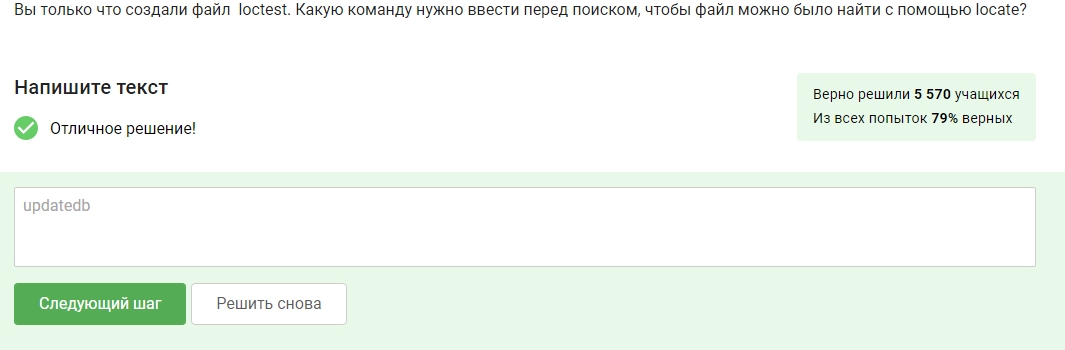 Вы только что создали файл loctest. Какую команду нужно ввести перед поиском, чтобы файл можно было найти с помощью locate?
Напишите текст
Отличное решение!
Верно решили 5 570 учащихся
Из всех попыток 79% верных
updatedb
Следующий шаг
Решить снова